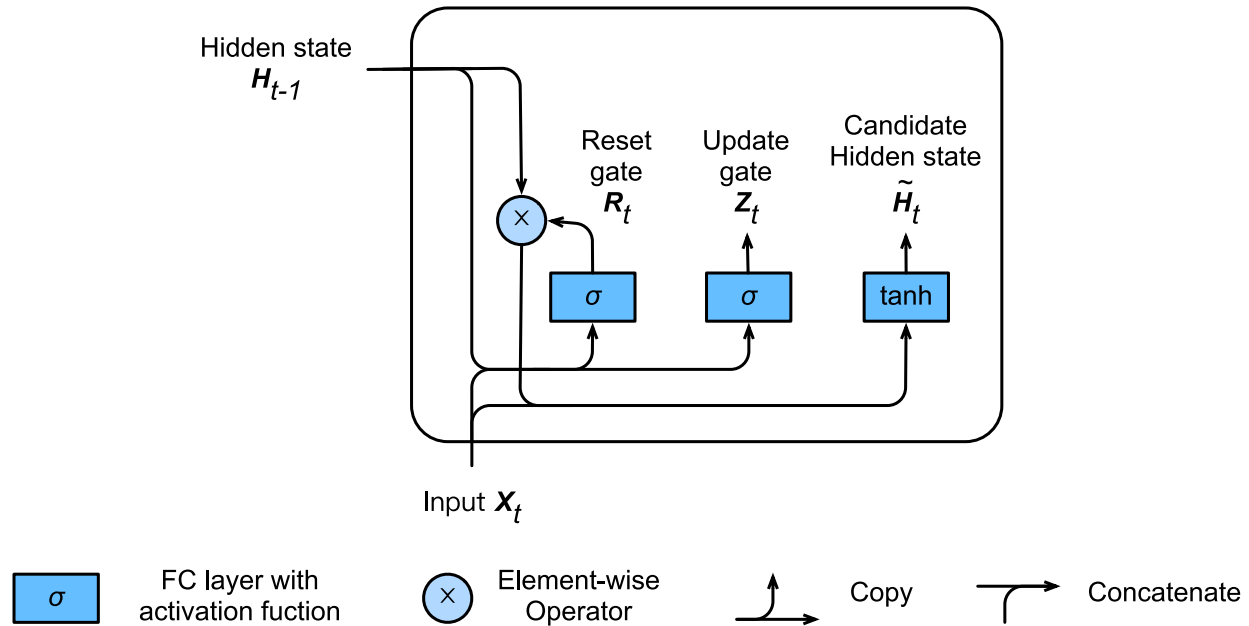 Hidden state
H_{t-1}
Reset
gate
R_t
Update
gate
Z_t
Candidate
Hidden state
H̃_t
×
σ
σ
tanh
Input X_t
σ
FC layer with
activation fuction
×
Element-wise
Operator
Copy
Concatenate